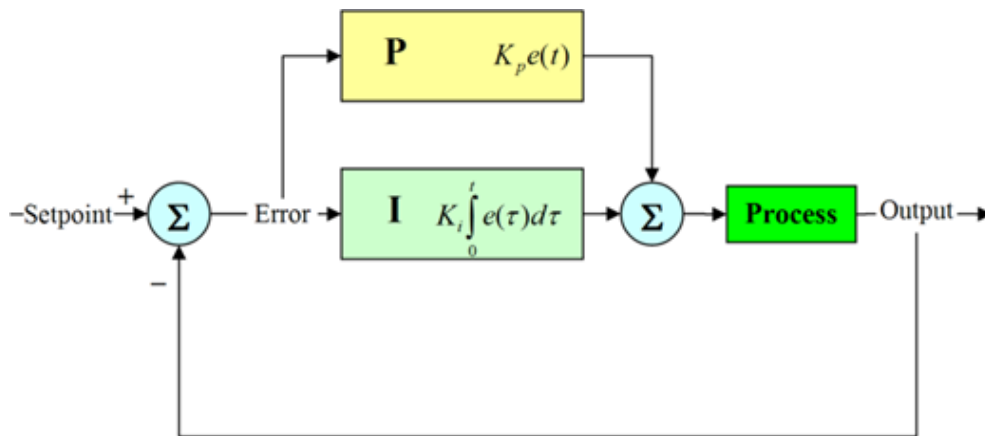 P K_p e(t)
–Setpoint
+
Σ
–
Error
I K_i ∫_0^t e(τ)dτ
Σ
Process
Output